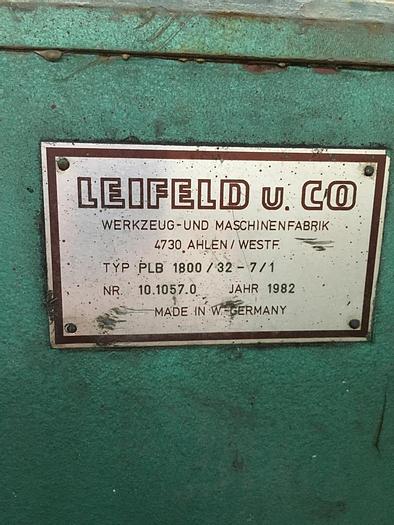 LEIFELD u. CO
WERKZEUG-UND MASCHINENFABRIK
4730 AHLEN / WESTF.
TYP PLB 1800 / 32 - 7 / 1
NR. 10.1057.0 JAHR 1982
MADE IN W.-GERMANY